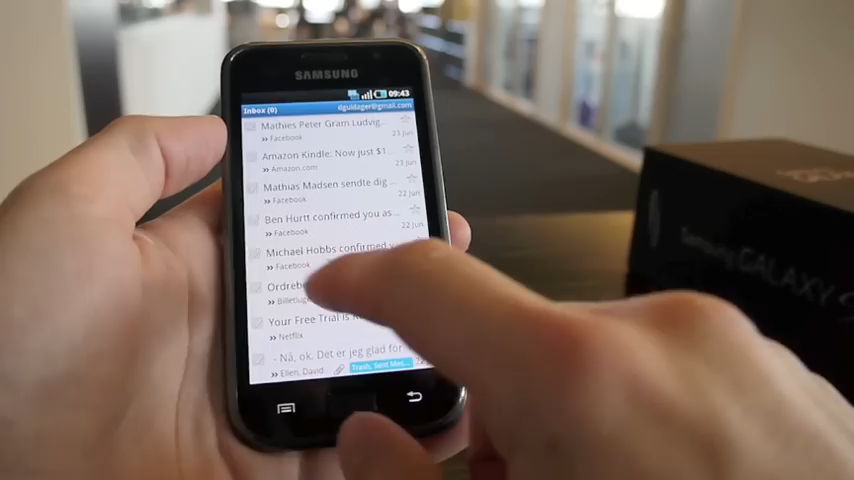 SAMSUNG
09:43
Inbox (0) dguldager@gmail.com
Mathies Peter Gram Ludvig...
» Facebook 23 Jun
Amazon Kindle: Now just $1...
» Amazon.com 23 Jun
Mathias Madsen sendte dig ...
» Facebook 22 Jun
Ben Hurtt confirmed you as...
» Facebook 22 Jun
Michael Hobbs confirmed
» Facebook
Your Free Trial is
» Netflix
- Nå, ok. Det er jeg glad for
» Ellen, David Trash, Sent Mes...
Samsung GALAXY S